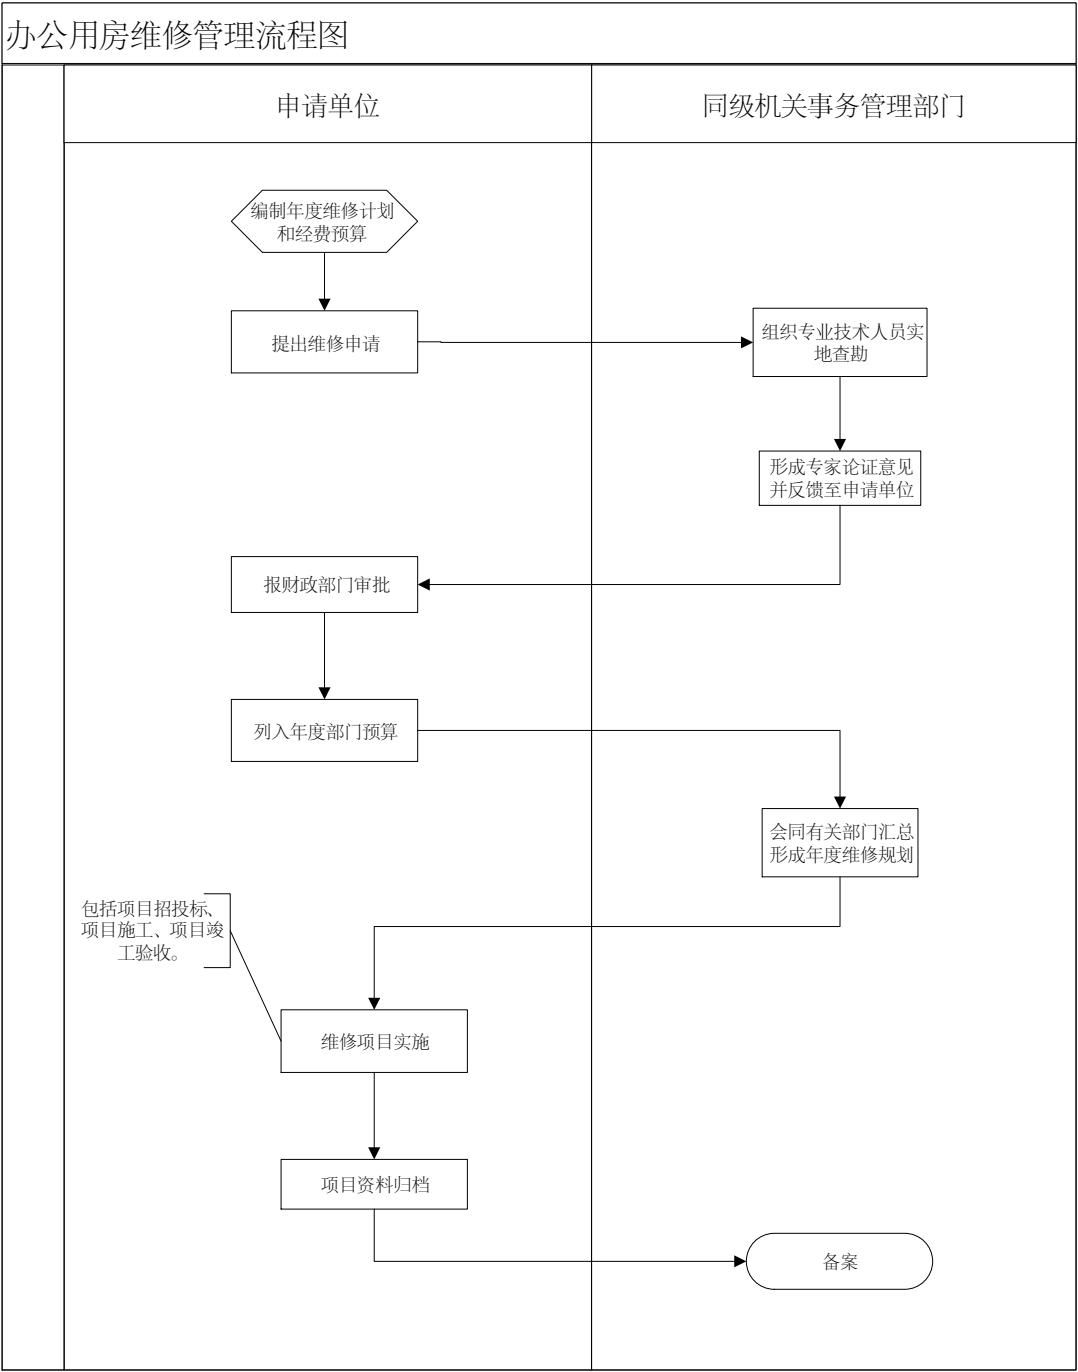 办公用房维修管理流程图
申请单位
同级机关事务管理部门
编制年度维修计划
和经费预算
提出维修申请
组织专业技术人员实
地查勘
形成专家论证意见
并反馈至申请单位
报财政部门审批
列入年度部门预算
会同有关部门汇总
形成年度维修规划
包括项目招投标、
项目施工、项目竣
工验收。
维修项目实施
项目资料归档
备案